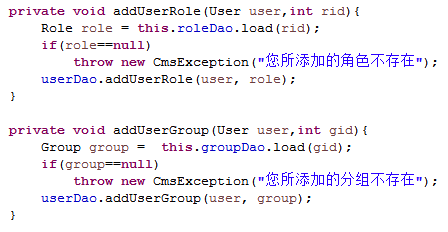 private void addUserRole(User user,int rid){
    Role role = this.roleDao.load(rid);
    if(role==null)
        throw new CmsException("您所添加的角色不存在");
    userDao.addUserRole(user, role);
}
private void addUserGroup(User user,int gid){
    Group group =  this.groupDao.load(gid);
    if(group==null)
        throw new CmsException("您所添加的分组不存在");
    userDao.addUserGroup(user, group);
}